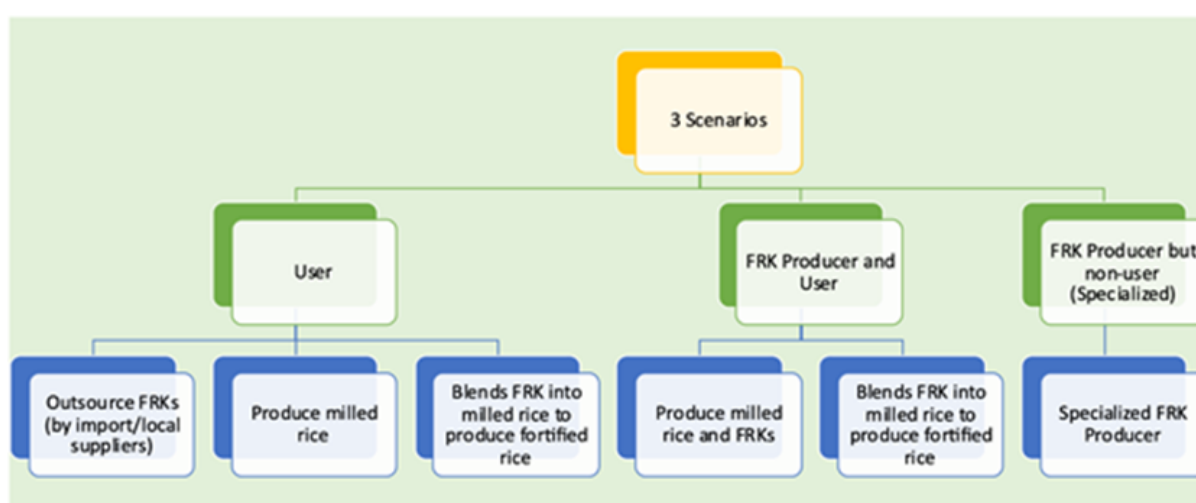 3 Scenarios
User
FRK Producer and
User
FRK Producer but
non-user
(Specialized)
Outsource FRKs
(by import/local
suppliers)
Produce milled
rice
Blends FRK into
milled rice to
produce fortified
rice
Produce milled
rice and FRKs
Blends FRK into
milled rice to
produce fortified
rice
Specialized FRK
Producer